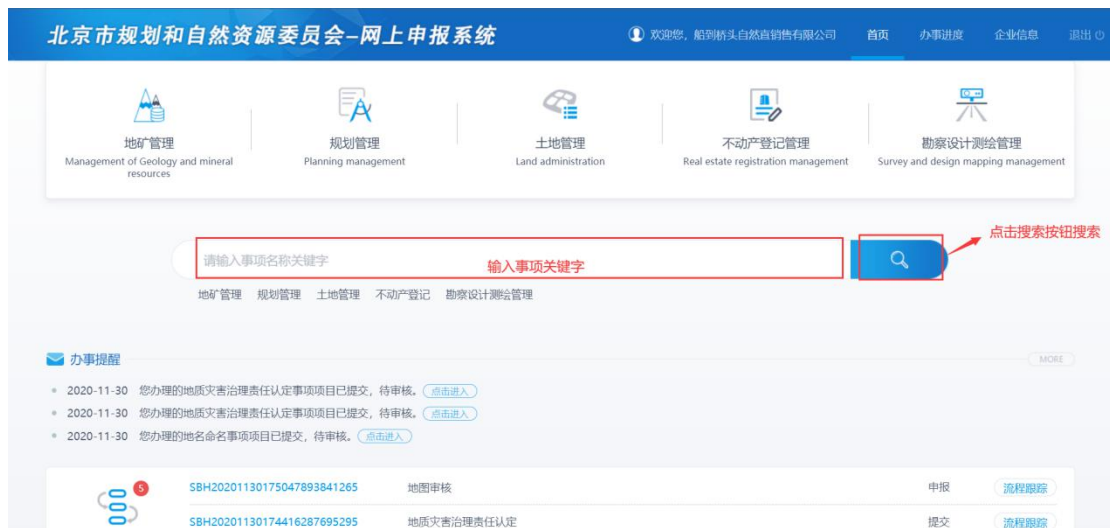 北京市规划和自然资源委员会–网上申报系统
欢迎您，船到桥头自然直销售有限公司 首页 办事进度 企业信息 退出
地矿管理 规划管理 土地管理 不动产登记管理 勘察设计测绘管理
Management of Geology and mineral resources Planning management Land administration Real estate registration management Survey and design mapping management
点击搜索按钮搜索
请输入事项名称关键字 输入事项关键字
地矿管理 规划管理 土地管理 不动产登记 勘察设计测绘管理
办事提醒 MORE
2020-11-30 您办理的地质灾害治理责任认定事项项目已提交，待审核。 点击进入
2020-11-30 您办理的地质灾害治理责任认定事项项目已提交，待审核。 点击进入
2020-11-30 您办理的地名命名事项项目已提交，待审核。 点击进入
5 SBH20201130175047893841265 地图审核 申报 流程跟踪
SBH20201130174416287695295 地质灾害治理责任认定 提交 流程跟踪